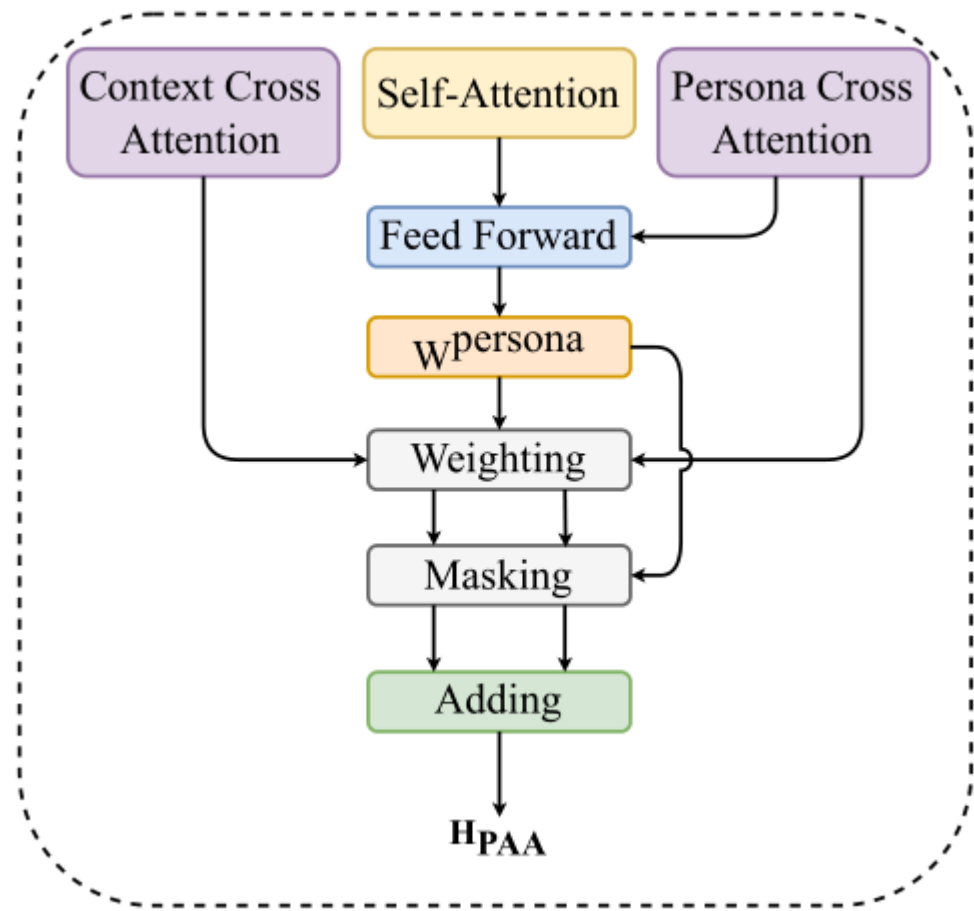 Context Cross
Attention
Self-Attention
Persona Cross
Attention
Feed Forward
Wpersona
Weighting
Masking
Adding
HPAA